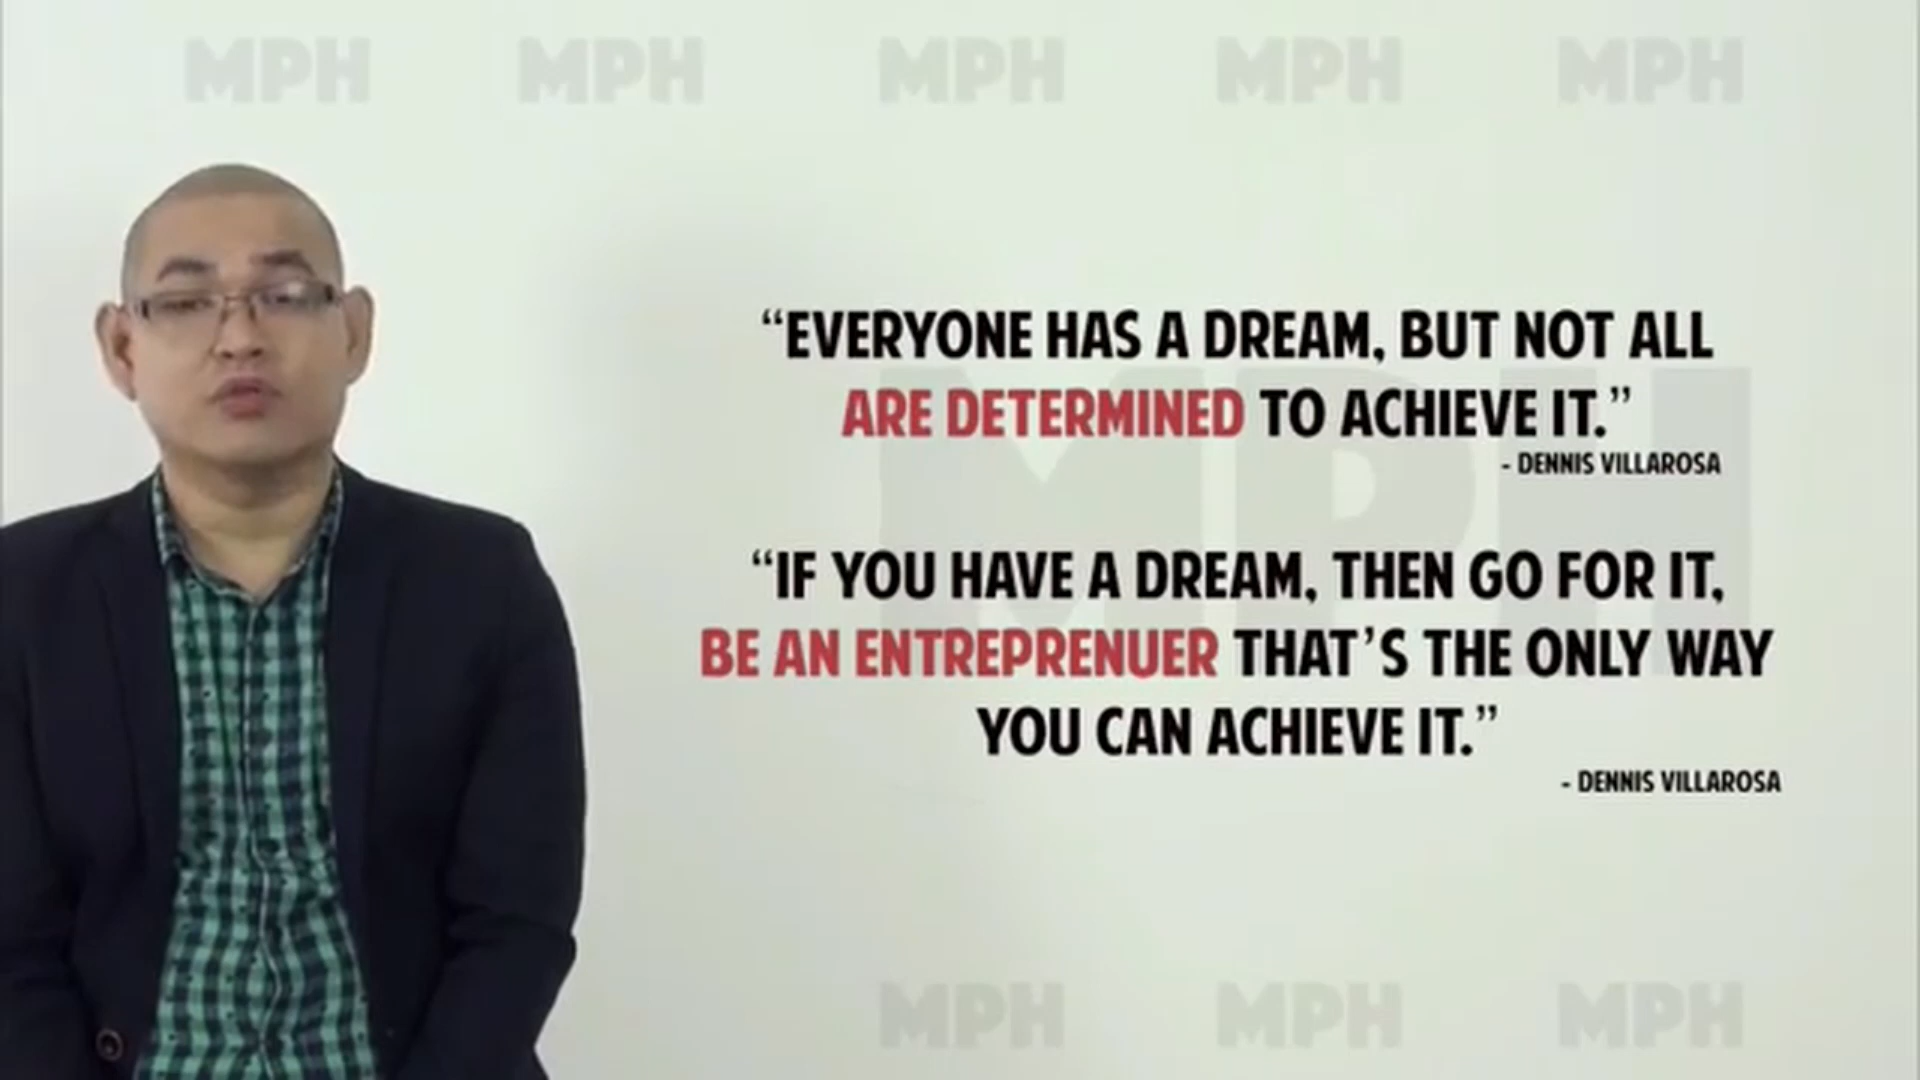 MPH MPH MPH MPH MPH
“EVERYONE HAS A DREAM, BUT NOT ALL
ARE DETERMINED TO ACHIEVE IT.”
- DENNIS VILLAROSA
MPH
“IF YOU HAVE A DREAM, THEN GO FOR IT,
BE AN ENTREPRENUER THAT’S THE ONLY WAY
YOU CAN ACHIEVE IT.”
- DENNIS VILLAROSA
MPH MPH MPH